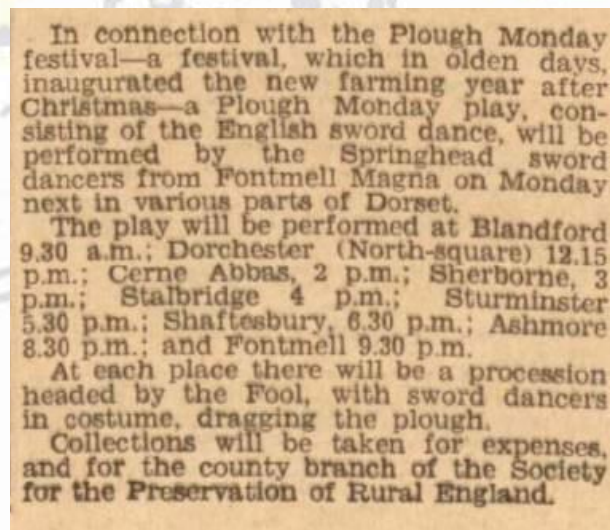 In connection with the Plough Monday
festival—a festival, which in olden days,
inaugurated the new farming year after
Christmas—a Plough Monday play, con-
sisting of the English sword dance, will be
performed by the Springhead sword
dancers from Fontmell Magna on Monday
next in various parts of Dorset.
The play will be performed at Blandford
9.30 a.m.; Dorchester (North-square) 12.15
p.m.; Cerne Abbas, 2 p.m.; Sherborne, 3
p.m.; Stalbridge 4 p.m.; Sturminster
5.30 p.m.; Shaftesbury, 6.30 p.m.; Ashmore
8.30 p.m.; and Fontmell 9.30 p.m.
At each place there will be a procession
headed by the Fool, with sword dancers
in costume, dragging the plough.
Collections will be taken for expenses,
and for the county branch of the Society
for the Preservation of Rural England.